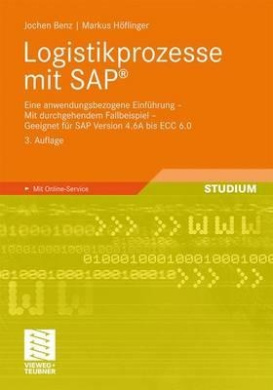 Jochen Benz | Markus Höflinger
Logistikprozesse
mit SAP®
Eine anwendungsbezogene Einführung –
Mit durchgehendem Fallbeispiel –
Geeignet für SAP Version 4.6A bis ECC 6.0
3. Auflage
Mit Online-Service
STUDIUM
WWW
VIEWEG+
TEUBNER